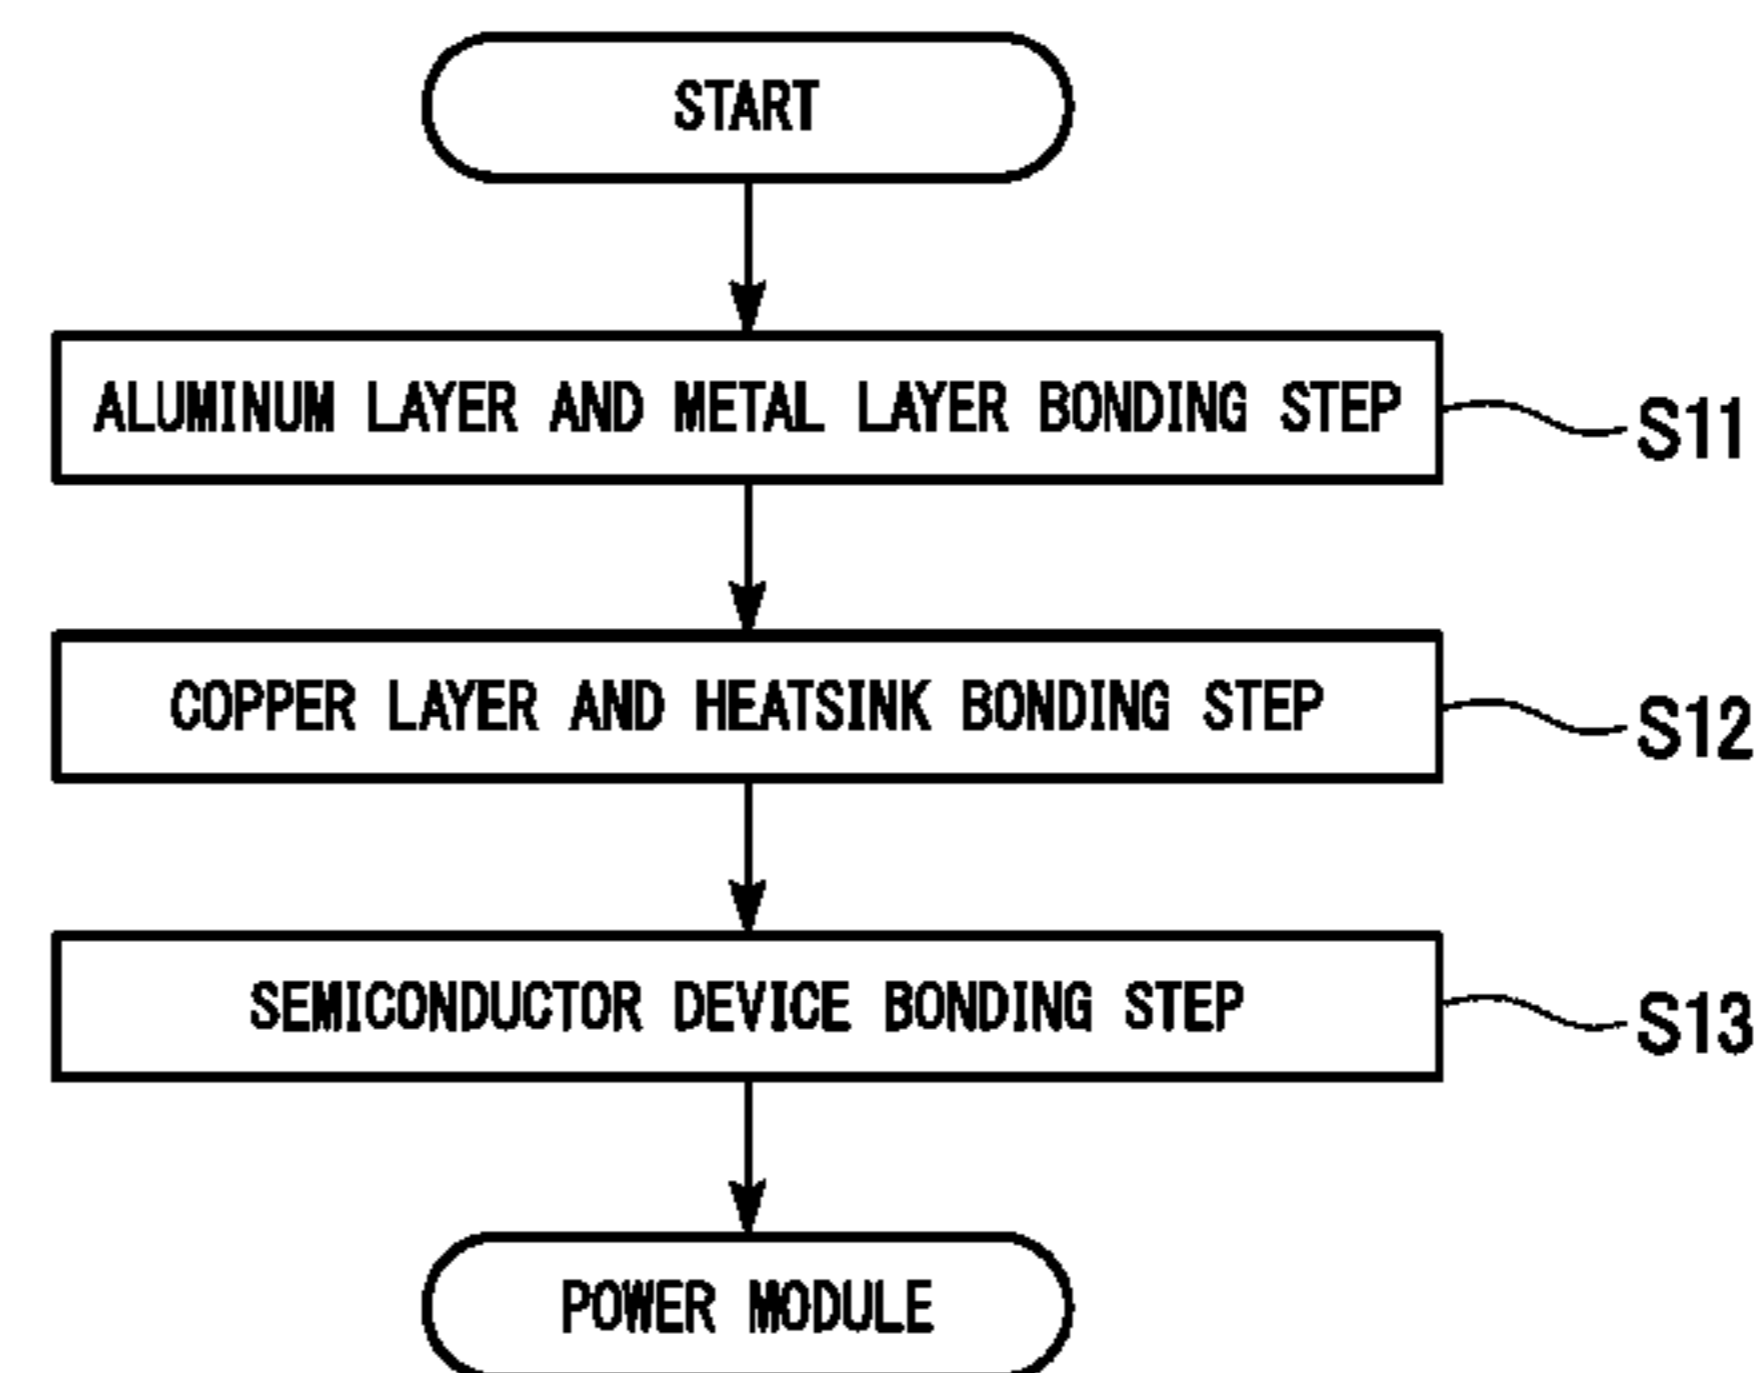 START
ALUMINUM LAYER AND METAL LAYER BONDING STEP
S11
COPPER LAYER AND HEATSINK BONDING STEP
S12
SEMICONDUCTOR DEVICE BONDING STEP
S13
POWER MODULE